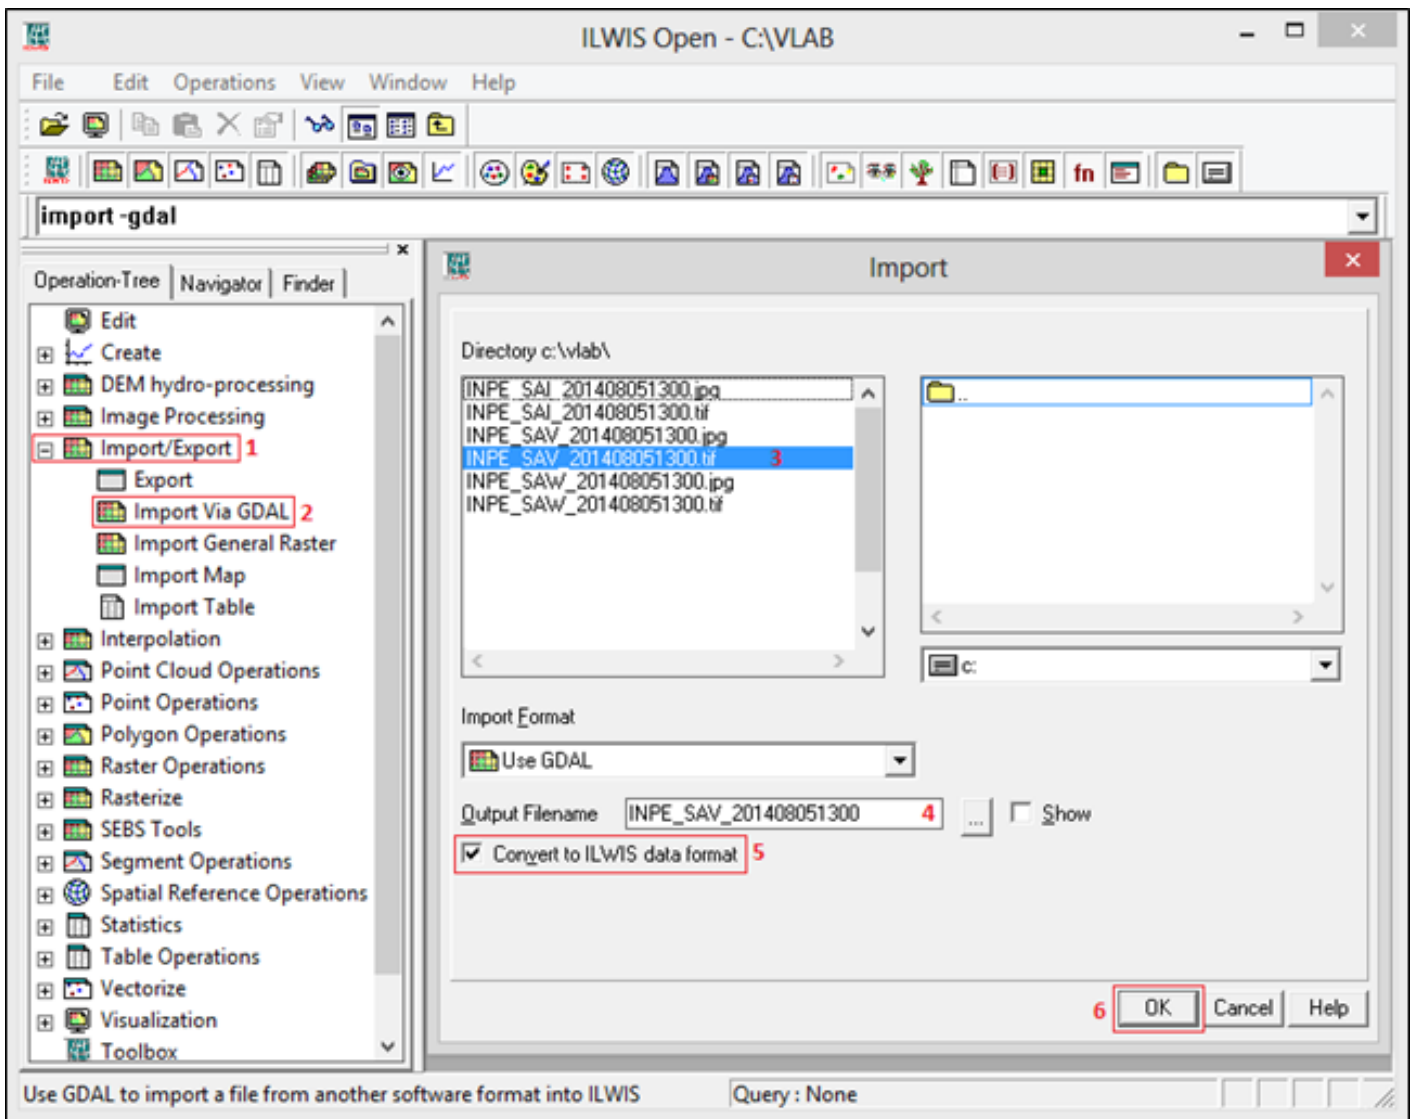 ILWIS Open - C:\VLAB
File Edit Operations View Window Help
fn
import -gdal
Operation-Tree Navigator Finder
Edit
Create
DEM hydro-processing
Image Processing
Import/Export 1
Export
Import Via GDAL 2
Import General Raster
Import Map
Import Table
Interpolation
Point Cloud Operations
Point Operations
Polygon Operations
Raster Operations
Rasterize
SEBS Tools
Segment Operations
Spatial Reference Operations
Statistics
Table Operations
Vectorize
Visualization
Toolbox
Import
Directory c:\vlab\
INPE_SAI_201408051300.jpg
INPE_SAI_201408051300.tif
INPE_SAV_201408051300.jpg
INPE_SAV_201408051300.tif 3
INPE_SAW_201408051300.jpg
INPE_SAW_201408051300.tif
..
c:
Import Format
Use GDAL
Output Filename INPE_SAV_201408051300 4 ... Show
Convert to ILWIS data format 5
6 OK Cancel Help
Use GDAL to import a file from another software format into ILWIS Query : None